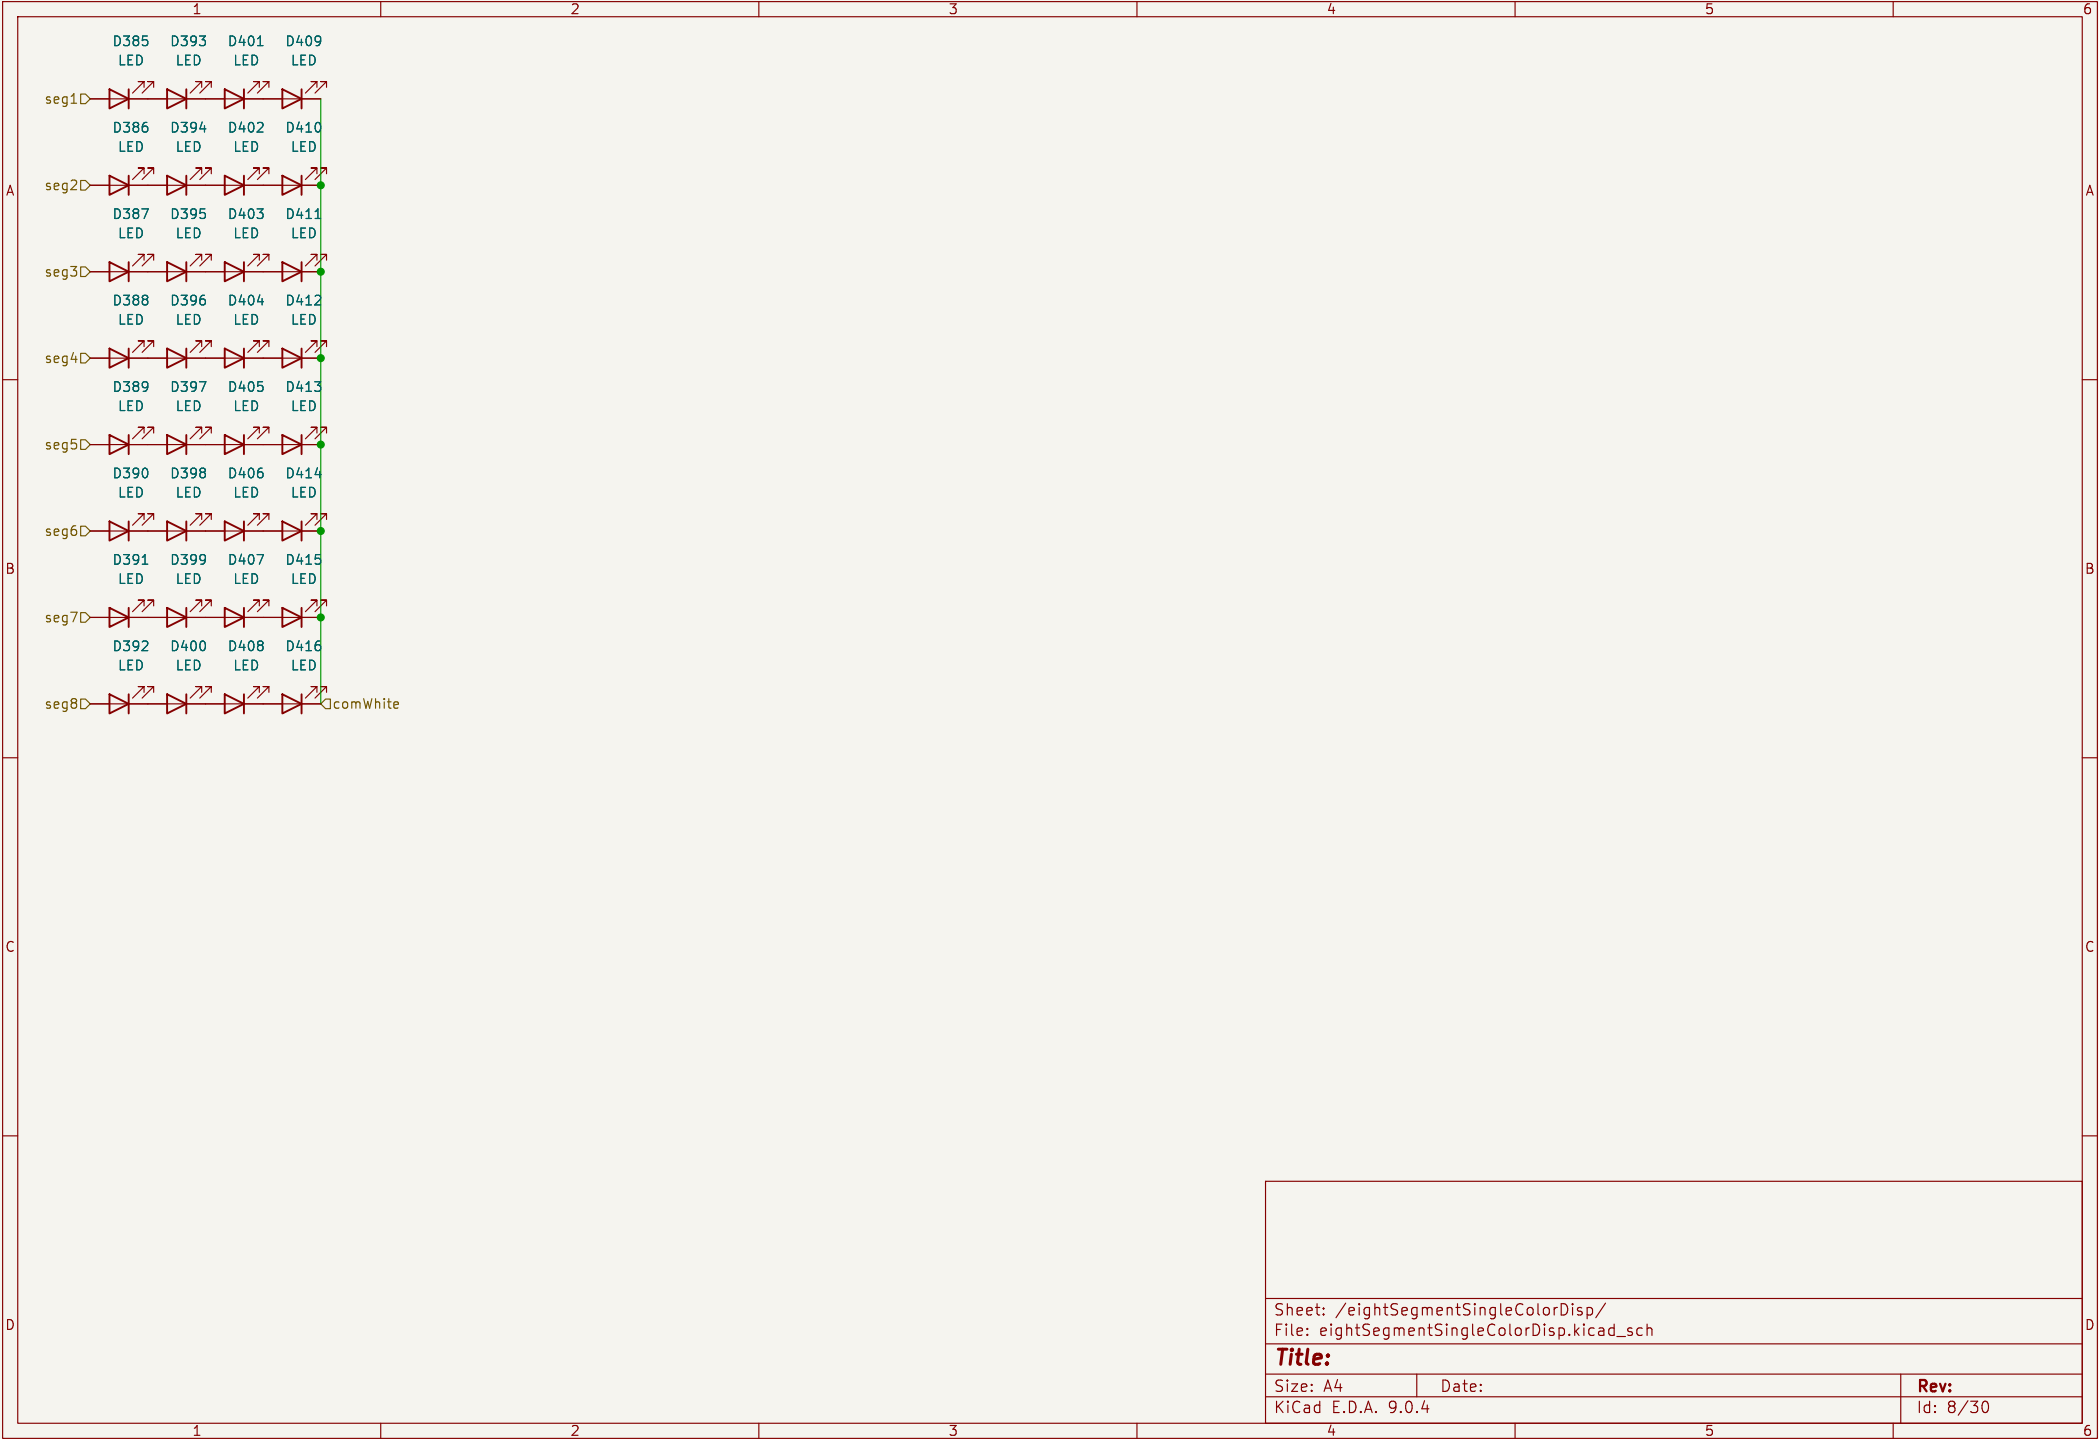 1 2 3 4 5 6
D385 D393 D401 D409
LED LED LED LED
seg1
D386 D394 D402 D410
LED LED LED LED
seg2
A A
D387 D395 D403 D411
LED LED LED LED
seg3
D388 D396 D404 D412
LED LED LED LED
seg4
D389 D397 D405 D413
LED LED LED LED
seg5
D390 D398 D406 D414
LED LED LED LED
seg6
D391 D399 D407 D415
B B
LED LED LED LED
seg7
D392 D400 D408 D416
LED LED LED LED
seg8 comWhite
C C
Sheet: /eightSegmentSingleColorDisp/
D D
File: eightSegmentSingleColorDisp.kicad_sch
Title:
Size: A4 Date: Rev:
KiCad E.D.A. 9.0.4 Id: 8/30
1 2 3 4 5 6